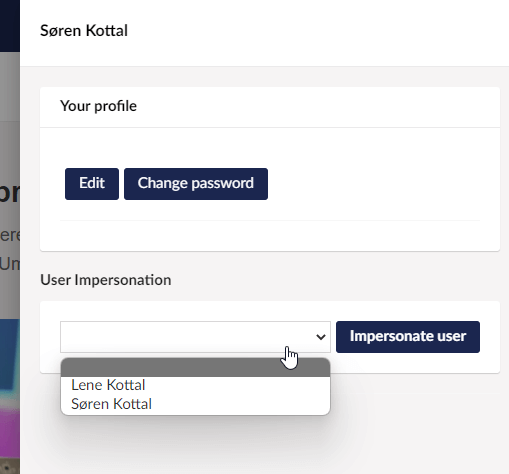 Søren Kottal
Your profile
Edit
Change password
User Impersonation
Impersonate user
Lene Kottal
Søren Kottal